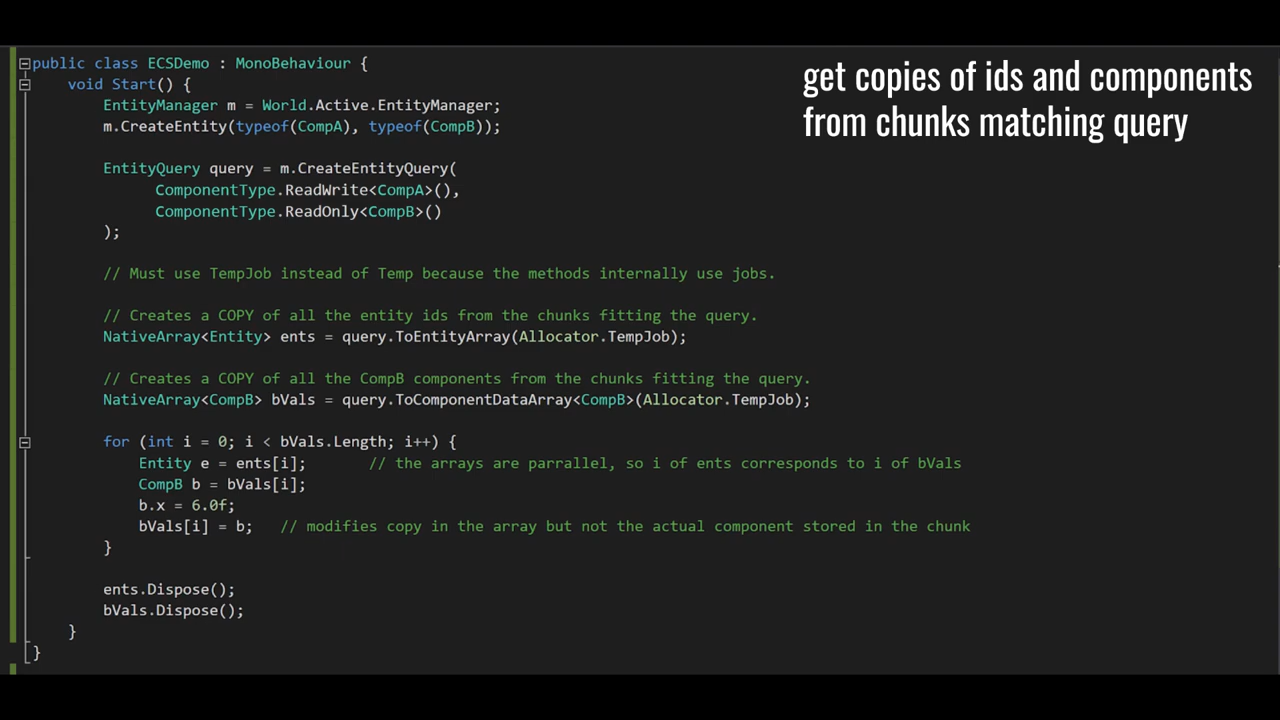 get copies of ids and components
from chunks matching query
public class ECSDemo : MonoBehaviour {
void Start() {
EntityManager m = World.Active.EntityManager;
m.CreateEntity(typeof(CompA), typeof(CompB));
EntityQuery query = m.CreateEntityQuery(
ComponentType.ReadWrite<CompA>(),
ComponentType.ReadOnly<CompB>()
);
// Must use TempJob instead of Temp because the methods internally use jobs.
// Creates a COPY of all the entity ids from the chunks fitting the query.
NativeArray<Entity> ents = query.ToEntityArray(Allocator.TempJob);
// Creates a COPY of all the CompB components from the chunks fitting the query.
NativeArray<CompB> bVals = query.ToComponentDataArray<CompB>(Allocator.TempJob);
for (int i = 0; i < bVals.Length; i++) {
Entity e = ents[i]; // the arrays are parrallel, so i of ents corresponds to i of bVals
CompB b = bVals[i];
b.x = 6.0f;
bVals[i] = b; // modifies copy in the array but not the actual component stored in the chunk
}
ents.Dispose();
bVals.Dispose();
}
}